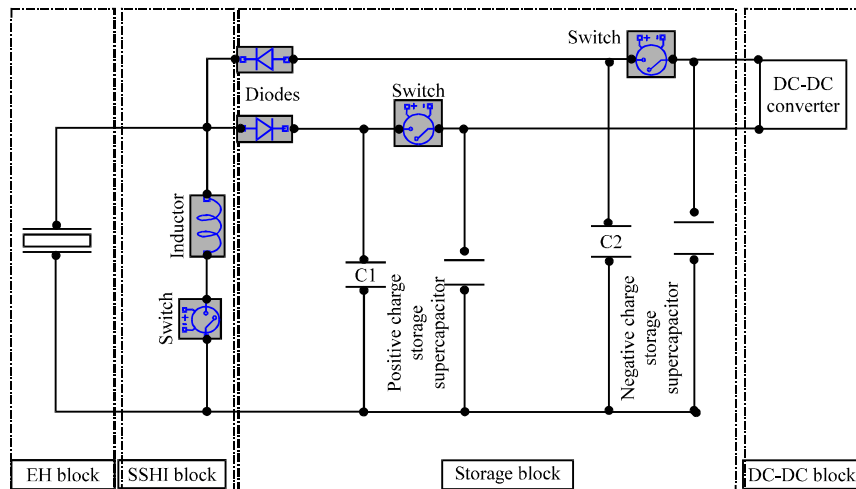 Switch
DC-DC
converter
Diodes
Switch
Inductor
Switch
C1
Positive charge
storage
supercapacitor
C2
Negative charge
storage
supercapacitor
EH block
SSHI block
Storage block
DC-DC block